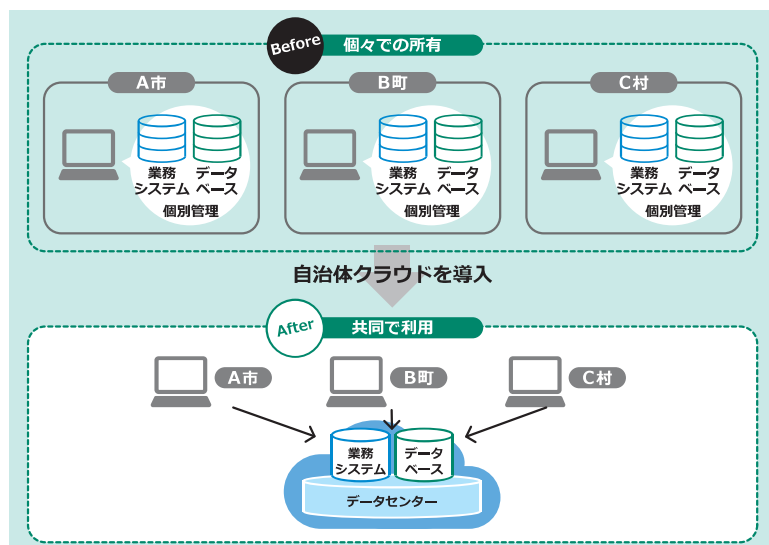 Before
個々での所有
A市
B町
C村
業務
システム
データ
ベース
個別管理
業務
システム
データ
ベース
個別管理
業務
システム
データ
ベース
個別管理
自治体クラウドを導入
After
共同で利用
A市
B町
C村
業務
システム
データ
ベース
データセンター